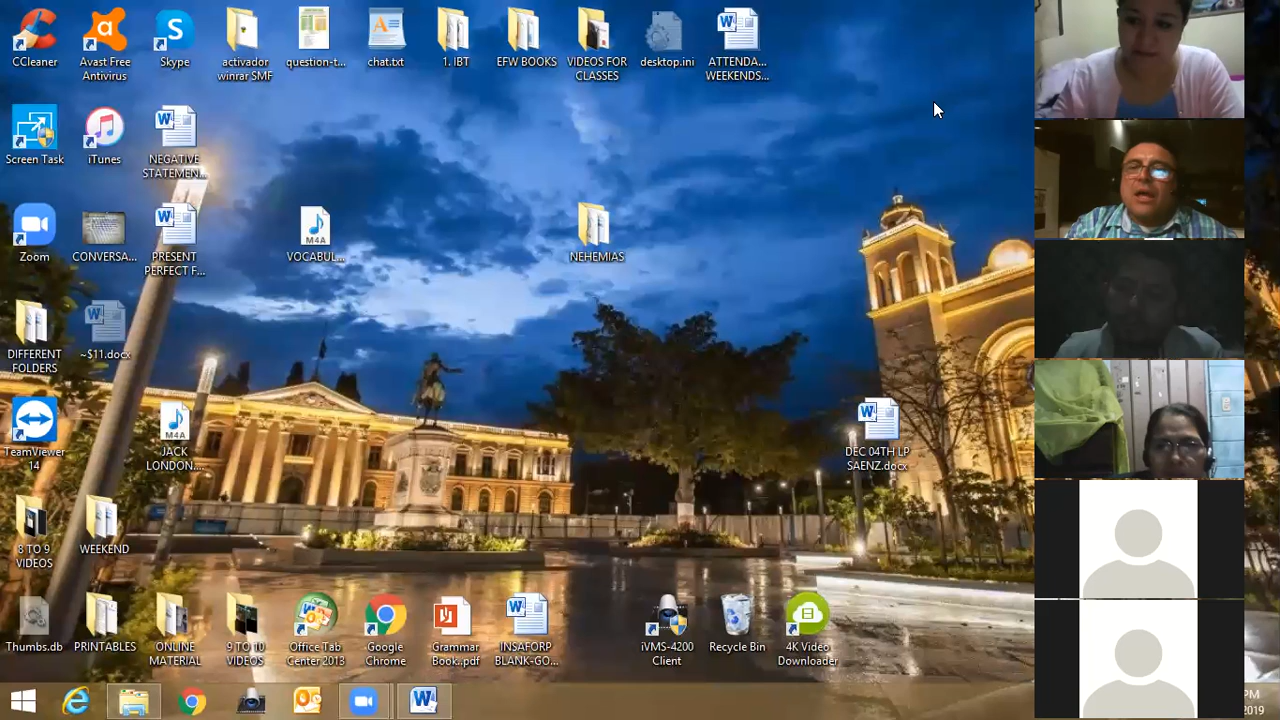 CCleaner
Avast Free
Antivirus
Skype
activador
winrar SMF
question-t...
chat.txt
1. IBT
EFW BOOKS
VIDEOS FOR
CLASSES
desktop.ini
ATTENDA...
WEEKENDS...
Screen Task
iTunes
NEGATIVE
STATEMEN...
Zoom
CONVERSA...
PRESENT
PERFECT F...
M4A
VOCABUL...
NEHEMIAS
DIFFERENT
FOLDERS
~$11.docx
TeamViewer
14
M4A
JACK
LONDON....
DEC 04TH LP
SAENZ.docx
8 TO 9
VIDEOS
WEEKEND
Thumbs.db
PRINTABLES
ONLINE
MATERIAL
9 TO 10
VIDEOS
Office Tab
Center 2013
Google
Chrome
Grammar
Book..pdf
INSAFORP
BLANK-GO...
iVMS-4200
Client
Recycle Bin
4K Video
Downloader
PM
2019